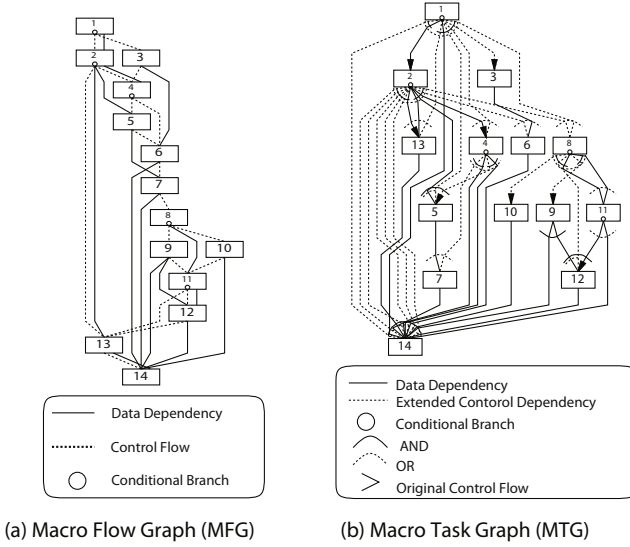 1
2
3
4
5
6
7
8
9
10
11
12
13
14
Data Dependency
Control Flow
Conditional Branch
(a) Macro Flow Graph (MFG)
1
2
3
13
4
6
8
5
10
9
11
7
12
14
Data Dependency
Extended Contorol Dependency
Conditional Branch
AND
OR
Original Control Flow
(b) Macro Task Graph (MTG)